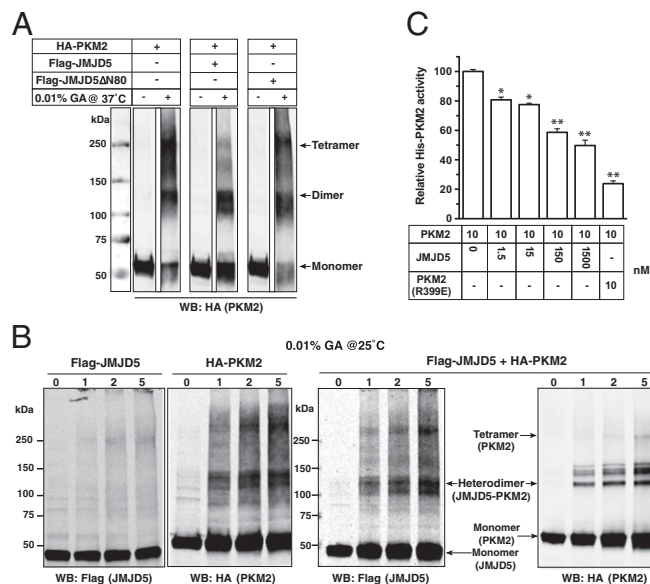 A
HA-PKM2 + + +
Flag-JMJD5 - + -
Flag-JMJD5ΔN80 - - +
0.01% GA @ 37˚C - + - + - +
kDa
250
150
100
75
50
Tetramer
Dimer
Monomer
WB: HA (PKM2)
C
Relative His-PKM2 activity
100
80
60
40
20
0
* * ** ** **
PKM2 10 10 10 10 10 10
JMJD5 0 1.5 15 150 1500 -
nM
PKM2 (R399E) - - - - - 10
B
0.01% GA @25˚C
Flag-JMJD5
HA-PKM2
Flag-JMJD5 + HA-PKM2
0 1 2 5
0 1 2 5
0 1 2 5
0 1 2 5
kDa
250
150
100
75
50
kDa
250
150
100
75
50
Tetramer
(PKM2)
Heterodimer
(JMJD5-PKM2)
Monomer
(PKM2)
Monomer
(JMJD5)
WB: Flag (JMJD5)
WB: HA (PKM2)
WB: Flag (JMJD5)
WB: HA (PKM2)